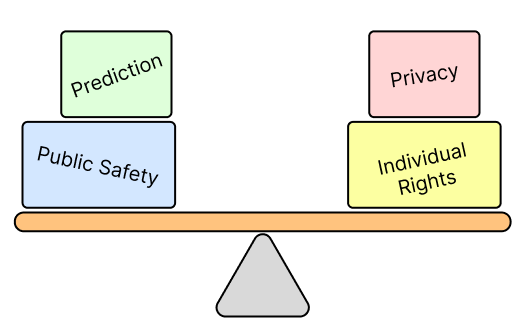 Prediction
Privacy
Public Safety
Individual
Rights